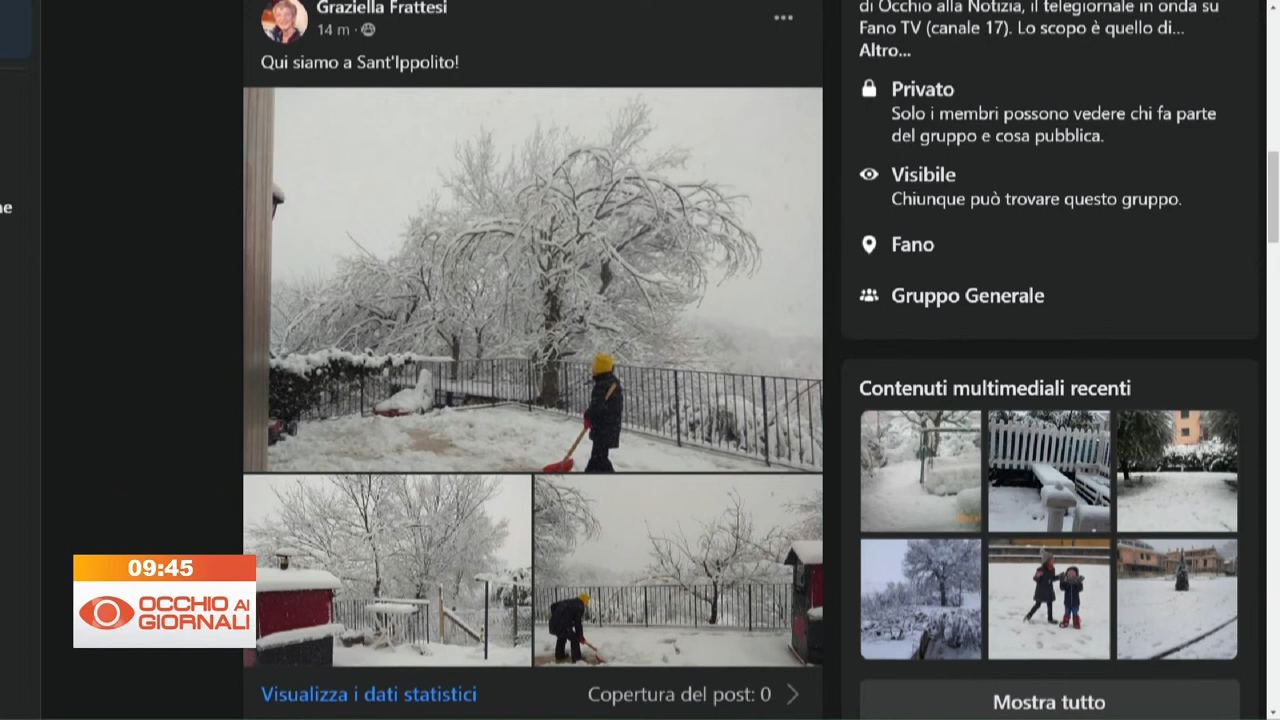 Graziella Frattesi
14 m ·
Qui siamo a Sant'Ippolito!
Visualizza i dati statistici
Copertura del post: 0
di Occhio alla Notizia, il telegiornale in onda su
Fano TV (canale 17). Lo scopo è quello di...
Altro...
Privato
Solo i membri possono vedere chi fa parte
del gruppo e cosa pubblica.
Visibile
Chiunque può trovare questo gruppo.
Fano
Gruppo Generale
Contenuti multimediali recenti
Mostra tutto
09:45
OCCHIO AI
GIORNALI